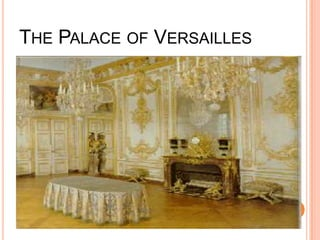 THE PALACE OF VERSAILLES